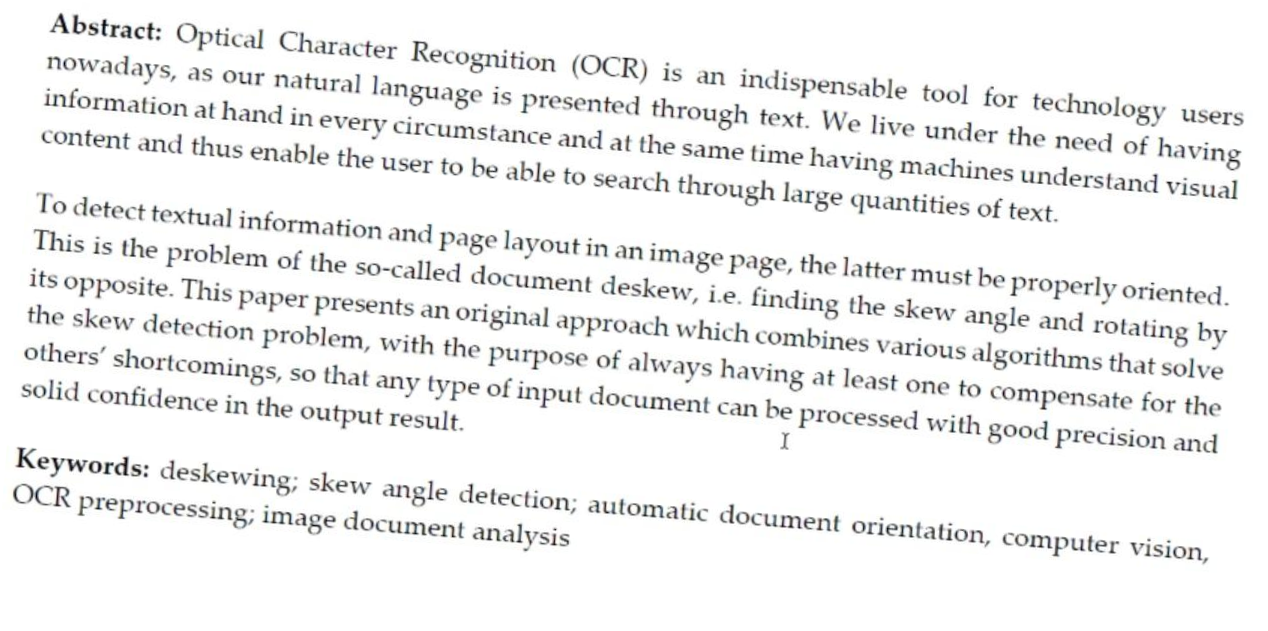 Abstract: Optical Character Recognition (OCR) is an indispensable tool for technology users
nowadays, as our natural language is presented through text. We live under the need of having
information at hand in every circumstance and at the same time having machines understand visual
content and thus enable the user to be able to search through large quantities of text.
To detect textual information and page layout in an image page, the latter must be properly oriented.
This is the problem of the so-called document deskew, i.e. finding the skew angle and rotating by
its opposite. This paper presents an original approach which combines various algorithms that solve
the skew detection problem, with the purpose of always having at least one to compensate for the
others’ shortcomings, so that any type of input document can be processed with good precision and
solid confidence in the output result.
Keywords: deskewing; skew angle detection; automatic document orientation, computer vision,
OCR preprocessing; image document analysis